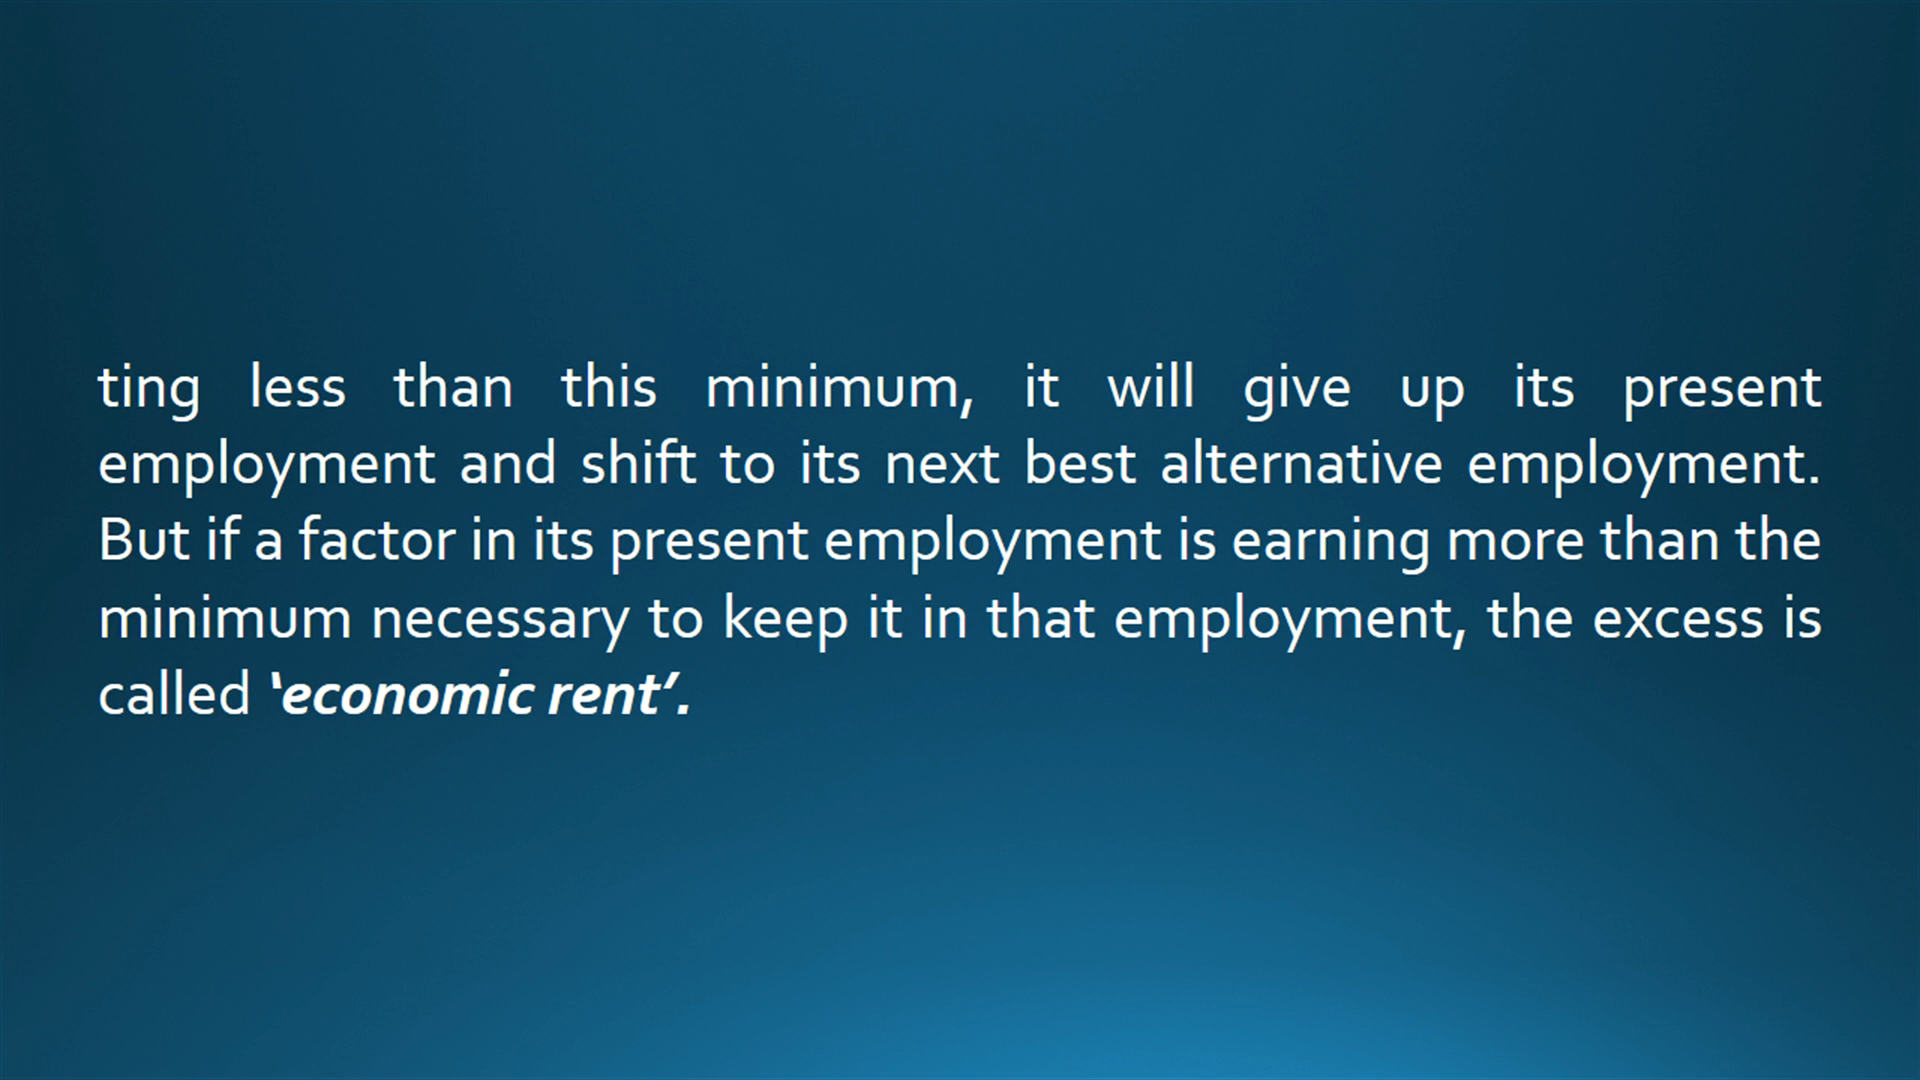 ting less than this minimum, it will give up its present
employment and shift to its next best alternative employment.
But if a factor in its present employment is earning more than the
minimum necessary to keep it in that employment, the excess is
called ‘economic rent’.